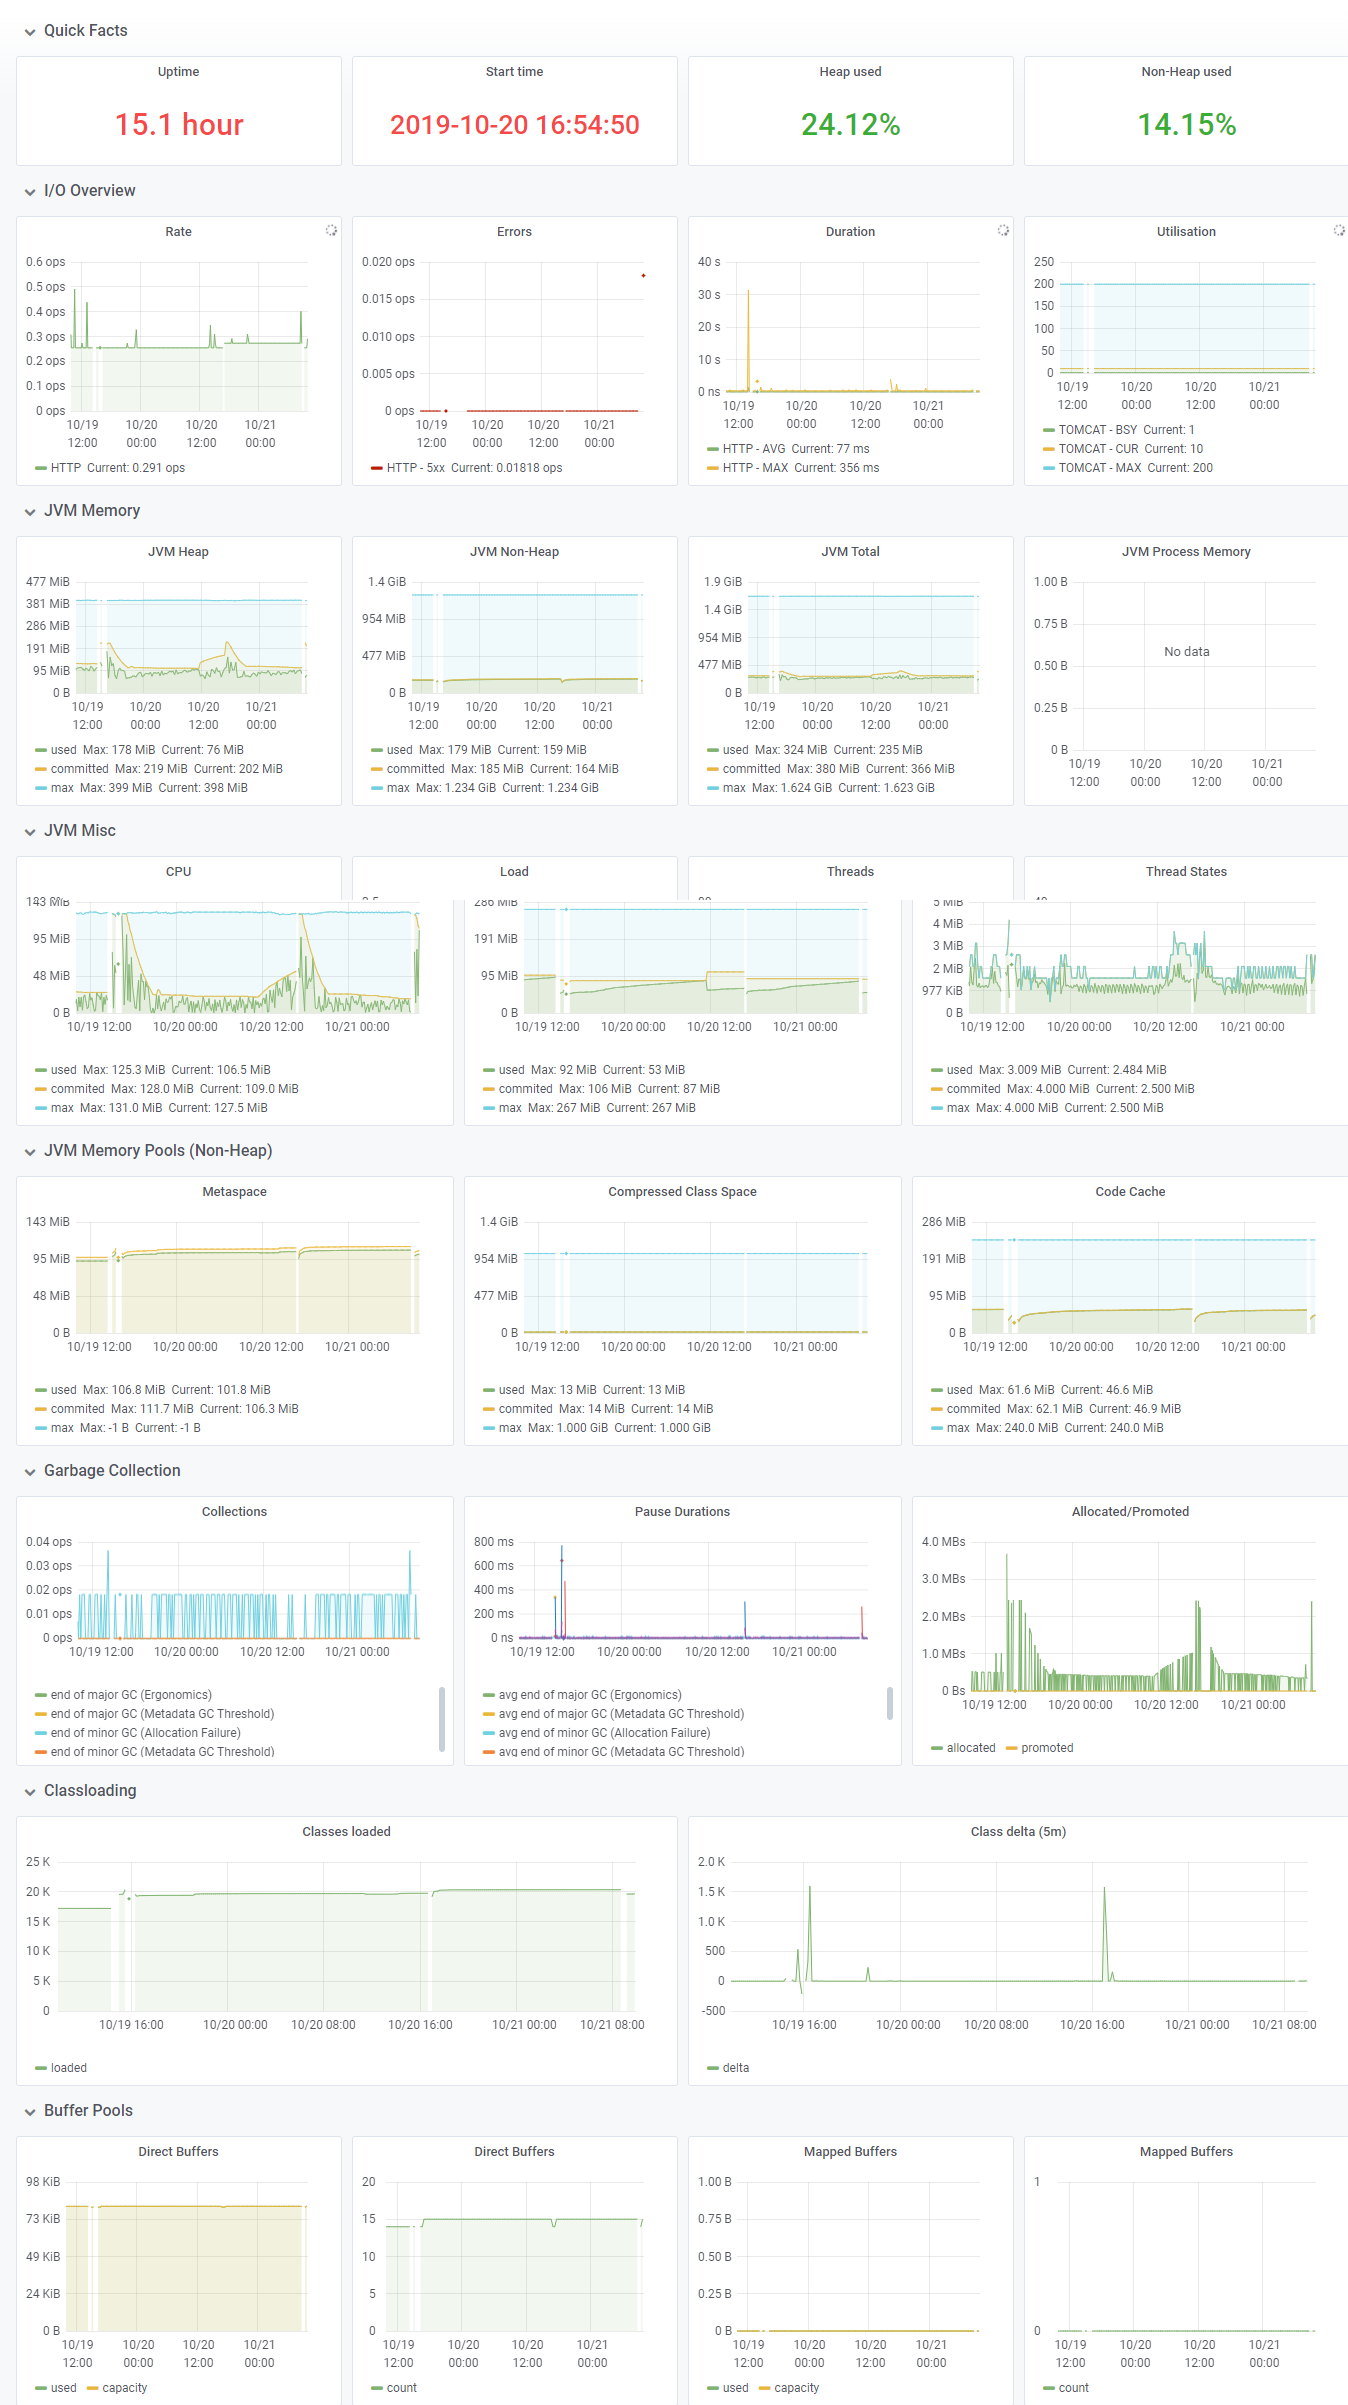 Quick Facts
Uptime
Start time
Heap used
Non-Heap used
15.1 hour
2019-10-20 16:54:50
24.12%
14.15%
I/O Overview
Rate
0.6 ops
0.5 ops
0.4 ops
0.3 ops
0.2 ops
0.1 ops
0 ops
10/19 10/20 10/20 10/21
12:00 00:00 12:00 00:00
HTTP Current: 0.291 ops
Errors
0.020 ops
0.015 ops
0.010 ops
0.005 ops
0 ops
10/19 10/20 10/20 10/21
12:00 00:00 12:00 00:00
HTTP - 5xx Current: 0.01818 ops
Duration
40 s
30 s
20 s
10 s
0 ns
10/19 10/20 10/20 10/21
12:00 00:00 12:00 00:00
HTTP - AVG Current: 77 ms
HTTP - MAX Current: 356 ms
Utilisation
250
200
150
100
50
0
10/19 10/20 10/20 10/21
12:00 00:00 12:00 00:00
TOMCAT - BSY Current: 1
TOMCAT - CUR Current: 10
TOMCAT - MAX Current: 200
JVM Memory
JVM Heap
477 MiB
381 MiB
286 MiB
191 MiB
95 MiB
0 B
10/19 10/20 10/20 10/21
12:00 00:00 12:00 00:00
used Max: 178 MiB Current: 76 MiB
committed Max: 219 MiB Current: 202 MiB
max Max: 399 MiB Current: 398 MiB
JVM Non-Heap
1.4 GiB
954 MiB
477 MiB
0 B
10/19 10/20 10/20 10/21
12:00 00:00 12:00 00:00
used Max: 179 MiB Current: 159 MiB
committed Max: 185 MiB Current: 164 MiB
max Max: 1.234 GiB Current: 1.234 GiB
JVM Total
1.9 GiB
1.4 GiB
954 MiB
477 MiB
0 B
10/19 10/20 10/20 10/21
12:00 00:00 12:00 00:00
used Max: 324 MiB Current: 235 MiB
committed Max: 380 MiB Current: 366 MiB
max Max: 1.624 GiB Current: 1.623 GiB
JVM Process Memory
1.00 B
0.75 B
0.50 B
0.25 B
0 B
No data
10/19 10/20 10/20 10/21
12:00 00:00 12:00 00:00
JVM Misc
CPU
Load
Threads
Thread States
143 MiB
95 MiB
48 MiB
0 B
10/19 12:00 10/20 00:00 10/20 12:00 10/21 00:00
used Max: 125.3 MiB Current: 106.5 MiB
commited Max: 128.0 MiB Current: 109.0 MiB
max Max: 131.0 MiB Current: 127.5 MiB
286 MiB
191 MiB
95 MiB
0 B
10/19 12:00 10/20 00:00 10/20 12:00 10/21 00:00
used Max: 92 MiB Current: 53 MiB
commited Max: 106 MiB Current: 87 MiB
max Max: 267 MiB Current: 267 MiB
5 MiB
4 MiB
3 MiB
2 MiB
977 KiB
0 B
10/19 12:00 10/20 00:00 10/20 12:00 10/21 00:00
used Max: 3.009 MiB Current: 2.484 MiB
commited Max: 4.000 MiB Current: 2.500 MiB
max Max: 4.000 MiB Current: 2.500 MiB
JVM Memory Pools (Non-Heap)
Metaspace
143 MiB
95 MiB
48 MiB
0 B
10/19 12:00 10/20 00:00 10/20 12:00 10/21 00:00
used Max: 106.8 MiB Current: 101.8 MiB
commited Max: 111.7 MiB Current: 106.3 MiB
max Max: -1 B Current: -1 B
Compressed Class Space
1.4 GiB
954 MiB
477 MiB
0 B
10/19 12:00 10/20 00:00 10/20 12:00 10/21 00:00
used Max: 13 MiB Current: 13 MiB
commited Max: 14 MiB Current: 14 MiB
max Max: 1.000 GiB Current: 1.000 GiB
Code Cache
286 MiB
191 MiB
95 MiB
0 B
10/19 12:00 10/20 00:00 10/20 12:00 10/21 00:00
used Max: 61.6 MiB Current: 46.6 MiB
commited Max: 62.1 MiB Current: 46.9 MiB
max Max: 240.0 MiB Current: 240.0 MiB
Garbage Collection
Collections
0.04 ops
0.03 ops
0.02 ops
0.01 ops
0 ops
10/19 12:00 10/20 00:00 10/20 12:00 10/21 00:00
end of major GC (Ergonomics)
end of major GC (Metadata GC Threshold)
end of minor GC (Allocation Failure)
end of minor GC (Metadata GC Threshold)
Pause Durations
800 ms
600 ms
400 ms
200 ms
0 ns
10/19 12:00 10/20 00:00 10/20 12:00 10/21 00:00
avg end of major GC (Ergonomics)
avg end of major GC (Metadata GC Threshold)
avg end of minor GC (Allocation Failure)
avg end of minor GC (Metadata GC Threshold)
Allocated/Promoted
4.0 MBs
3.0 MBs
2.0 MBs
1.0 MBs
0 Bs
10/19 12:00 10/20 00:00 10/20 12:00 10/21 00:00
allocated promoted
Classloading
Classes loaded
25 K
20 K
15 K
10 K
5 K
0
10/19 16:00 10/20 00:00 10/20 08:00 10/20 16:00 10/21 00:00 10/21 08:00
loaded
Class delta (5m)
2.0 K
1.5 K
1.0 K
500
0
-500
10/19 16:00 10/20 00:00 10/20 08:00 10/20 16:00 10/21 00:00 10/21 08:00
delta
Buffer Pools
Direct Buffers
98 KiB
73 KiB
49 KiB
24 KiB
0 B
10/19 10/20 10/20 10/21
12:00 00:00 12:00 00:00
used capacity
Direct Buffers
20
15
10
5
0
10/19 10/20 10/20 10/21
12:00 00:00 12:00 00:00
count
Mapped Buffers
1.00 B
0.75 B
0.50 B
0.25 B
0 B
10/19 10/20 10/20 10/21
12:00 00:00 12:00 00:00
used capacity
Mapped Buffers
1
0
10/19 10/20 10/20 10/21
12:00 00:00 12:00 00:00
count